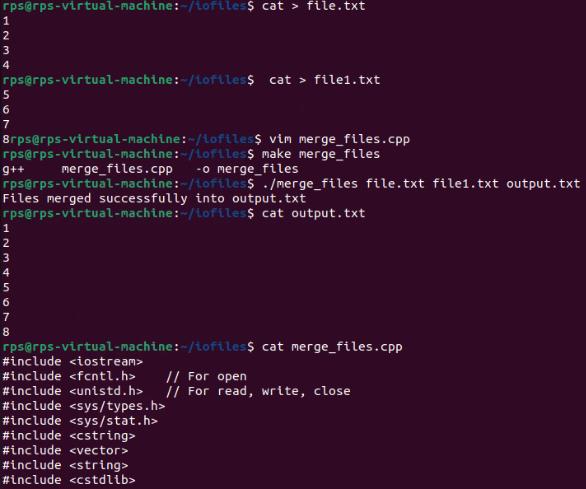 rps@rps-virtual-machine:~/iofiles$ cat > file.txt
1
2
3
4
rps@rps-virtual-machine:~/iofiles$  cat > file1.txt
5
6
7
8rps@rps-virtual-machine:~/iofiles$ vim merge_files.cpp
rps@rps-virtual-machine:~/iofiles$ make merge_files
g++     merge_files.cpp   -o merge_files
rps@rps-virtual-machine:~/iofiles$ ./merge_files file.txt file1.txt output.txt
Files merged successfully into output.txt
rps@rps-virtual-machine:~/iofiles$ cat output.txt
1
2
3
4
5
6
7
8
rps@rps-virtual-machine:~/iofiles$ cat merge_files.cpp
#include <iostream>
#include <fcntl.h>    // For open
#include <unistd.h>   // For read, write, close
#include <sys/types.h>
#include <sys/stat.h>
#include <cstring>
#include <vector>
#include <string>
#include <cstdlib>